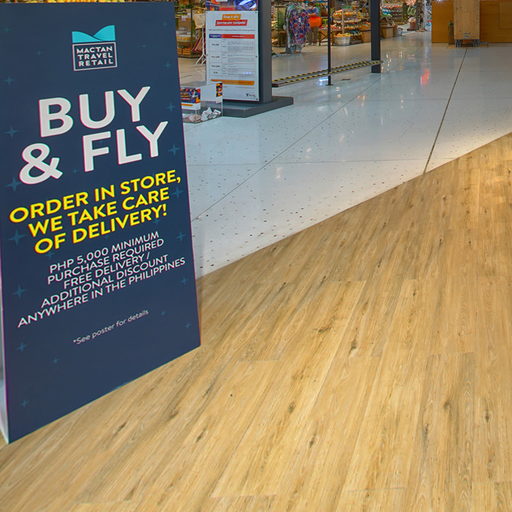 MACTAN
TRAVEL
RETAIL
BUY
& FLY
ORDER IN STORE,
WE TAKE CARE
OF DELIVERY!
PHP 5,000 MINIMUM
PURCHASE REQUIRED
FREE DELIVERY /
ADDITIONAL DISCOUNT
ANYWHERE IN THE PHILIPPINES
*See poster for details